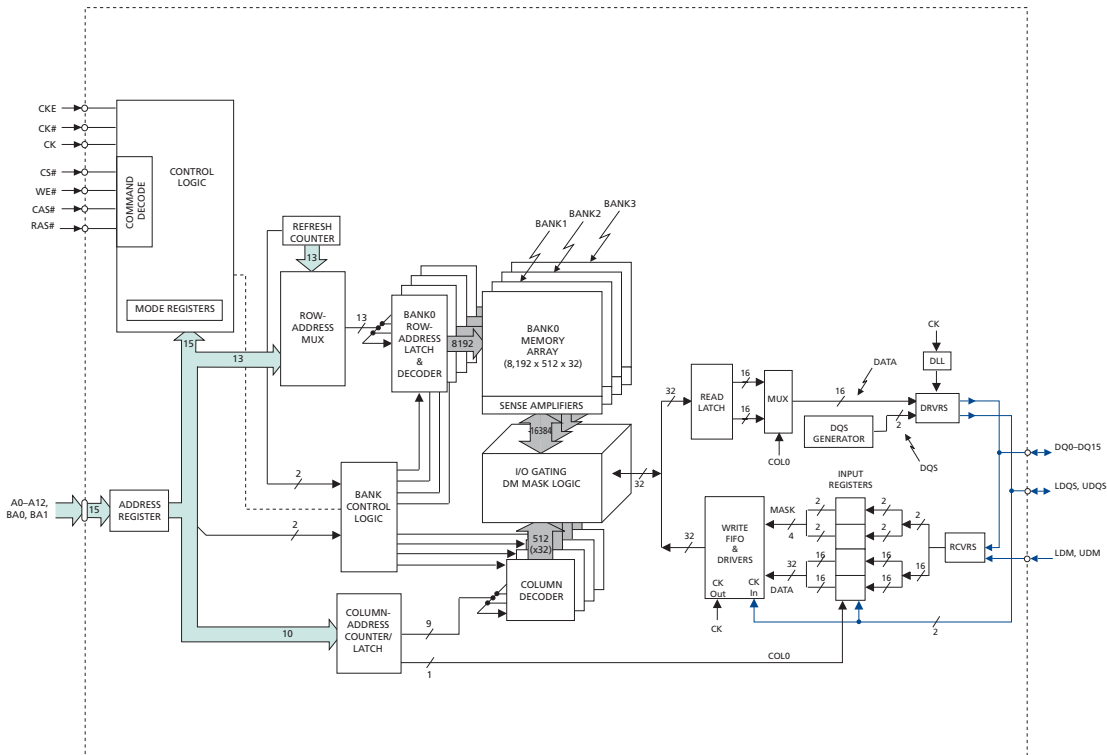 CKE
CK#
CK
CS#
WE#
CAS#
RAS#
COMMAND
DECODE
CONTROL
LOGIC
MODE REGISTERS
REFRESH
COUNTER
13
ROW-
ADDRESS
MUX
15
13
13
BANK0
ROW-
ADDRESS
LATCH
&
DECODER
8192
BANK1
BANK2
BANK3
BANK0
MEMORY
ARRAY
(8,192 x 512 x 32)
SENSE AMPLIFIERS
16384
I/O GATING
DM MASK LOGIC
32
A0–A12,
BA0, BA1
15
ADDRESS
REGISTER
2
2
BANK
CONTROL
LOGIC
512
(x32)
COLUMN
DECODER
10
COLUMN-
ADDRESS
COUNTER/
LATCH
9
1
COL0
32
READ
LATCH
16
16
MUX
COL0
16
DATA
DQS
GENERATOR
2
DQS
CK
DLL
DRVRS
DQ0–DQ15
LDQS, UDQS
LDM, UDM
RCVRS
INPUT
REGISTERS
2
2
2
2
2
16
16
16
16
16
MASK
4
32
DATA
32
WRITE
FIFO
&
DRIVERS
CK
Out
CK
In
CK
2